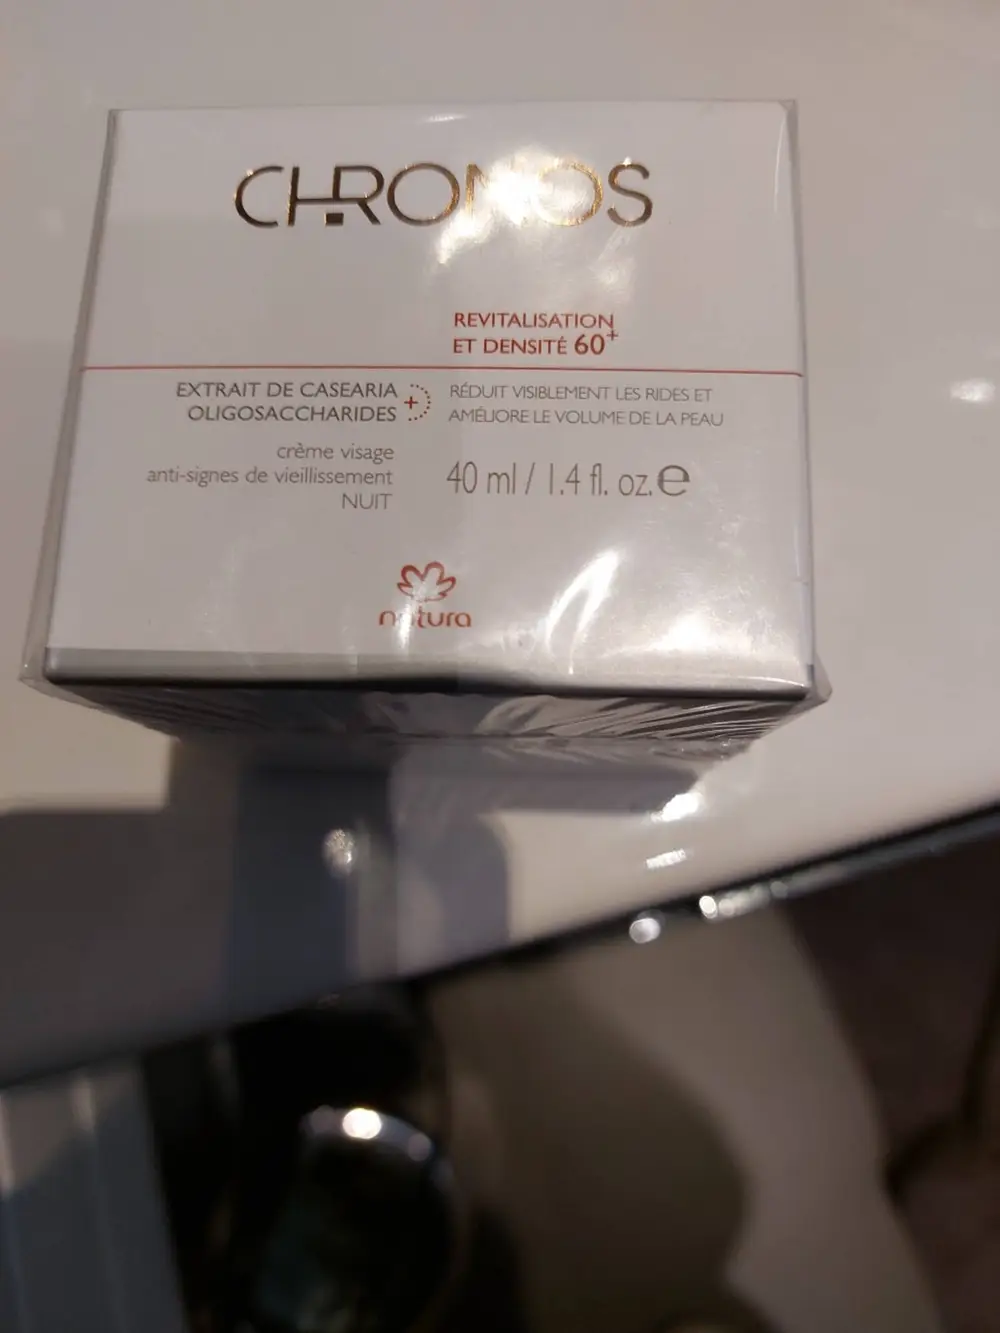 CHRONOS
REVITALISATION
ET DENSITÉ 60+
EXTRAIT DE CASEARIA
OLIGOSACCHARIDES
+
RÉDUIT VISIBLEMENT LES RIDES ET
AMÉLIORE LE VOLUME DE LA PEAU
crème visage
anti-signes de vieillissement
NUIT
40 ml / 1.4 fl. oz. e
natura